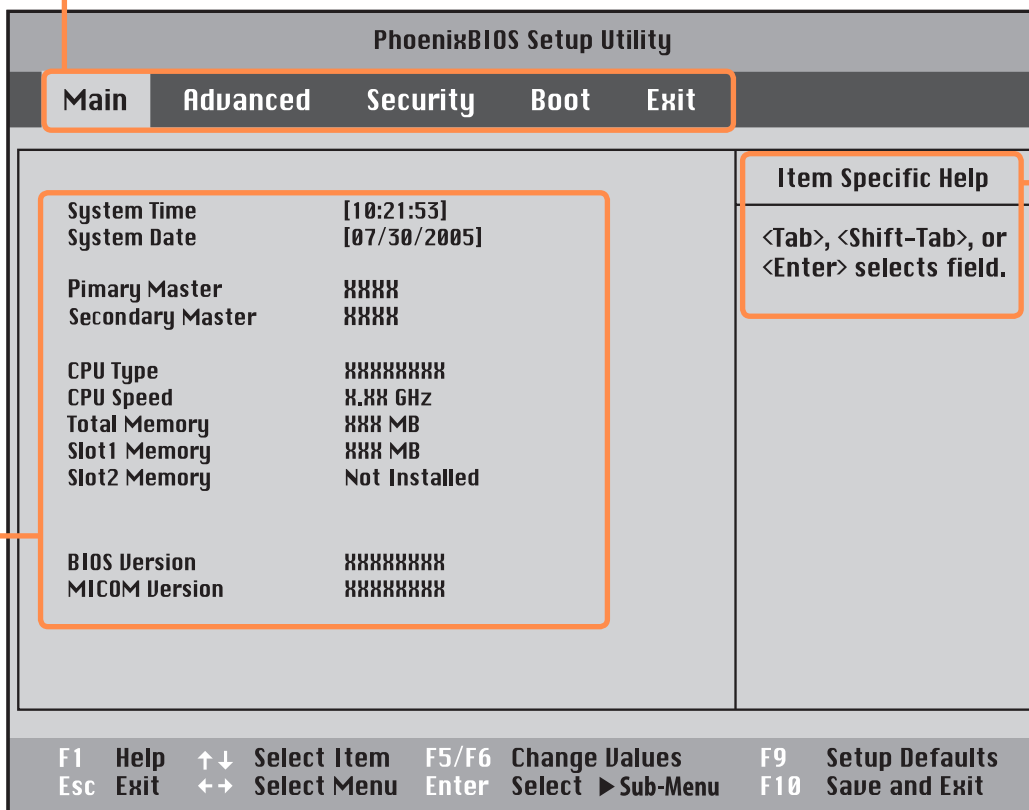 PhoenixBIOS Setup Utility
Main Advanced Security Boot Exit
System Time [10:21:53]
System Date [07/30/2005]
Pimary Master XXXX
Secondary Master XXXX
CPU Type XXXXXXXX
CPU Speed X.XX GHz
Total Memory XXX MB
Slot1 Memory XXX MB
Slot2 Memory Not Installed
BIOS Version XXXXXXXX
MICOM Version XXXXXXXX
Item Specific Help
<Tab>, <Shift-Tab>, or
<Enter> selects field.
F1 Help ↑↓ Select Item F5/F6 Change Values F9 Setup Defaults
Esc Exit ←→ Select Menu Enter Select ▶Sub-Menu F10 Save and Exit